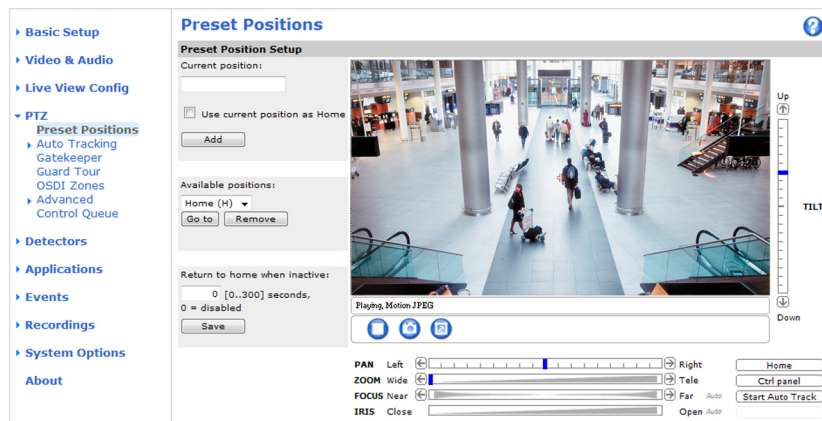 Basic Setup
Video & Audio
Live View Config
PTZ
Preset Positions
Auto Tracking
Gatekeeper
Guard Tour
OSDI Zones
Advanced
Control Queue
Detectors
Applications
Events
Recordings
System Options
About
Preset Positions
?
Preset Position Setup
Current position:
Use current position as Home
Add
Available positions:
Home (H)
Go to Remove
Return to home when inactive:
0 [0..300] seconds,
0 = disabled
Save
Up
TILT
Down
Playing, Motion JPEG
PAN Left Right Home
ZOOM Wide Tele Ctrl panel
FOCUS Near Far Auto Start Auto Track
IRIS Close Open Auto